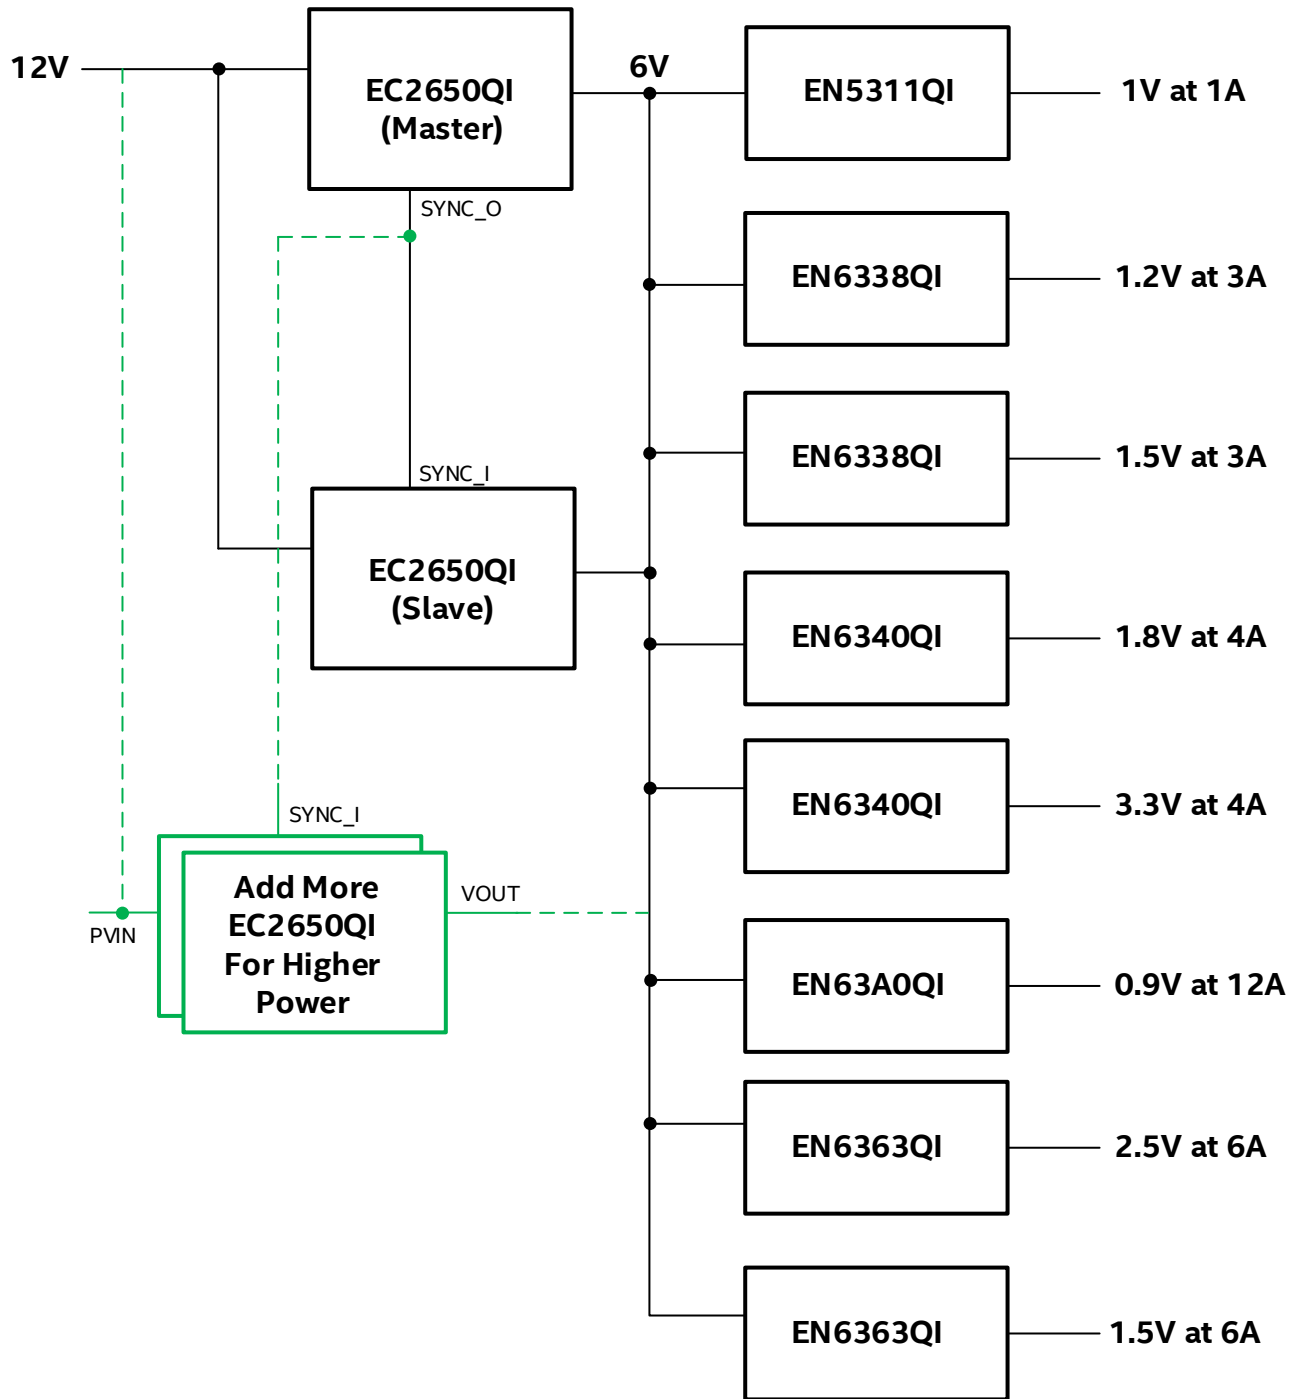 12V
EC2650QI
(Master)
6V
EN5311QI
1V at 1A
SYNC_O
EN6338QI
1.2V at 3A
EN6338QI
1.5V at 3A
SYNC_I
EC2650QI
(Slave)
EN6340QI
1.8V at 4A
SYNC_I
EN6340QI
3.3V at 4A
PVIN
Add More
EC2650QI
For Higher
Power
VOUT
EN63A0QI
0.9V at 12A
EN6363QI
2.5V at 6A
EN6363QI
1.5V at 6A